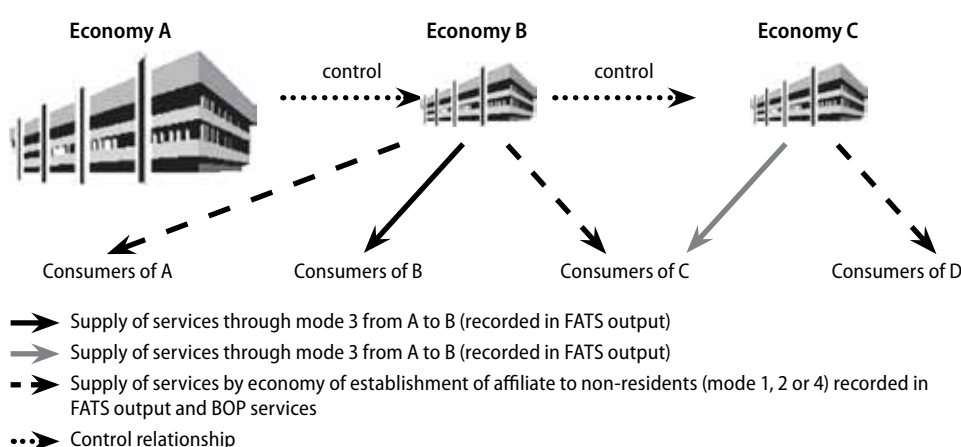 Economy A
Economy B
Economy C
control
control
Consumers of A
Consumers of B
Consumers of C
Consumers of D
Supply of services through mode 3 from A to B (recorded in FATS output)
Supply of services through mode 3 from A to B (recorded in FATS output)
Supply of services by economy of establishment of affiliate to non-residents (mode 1, 2 or 4) recorded in
FATS output and BOP services
Control relationship